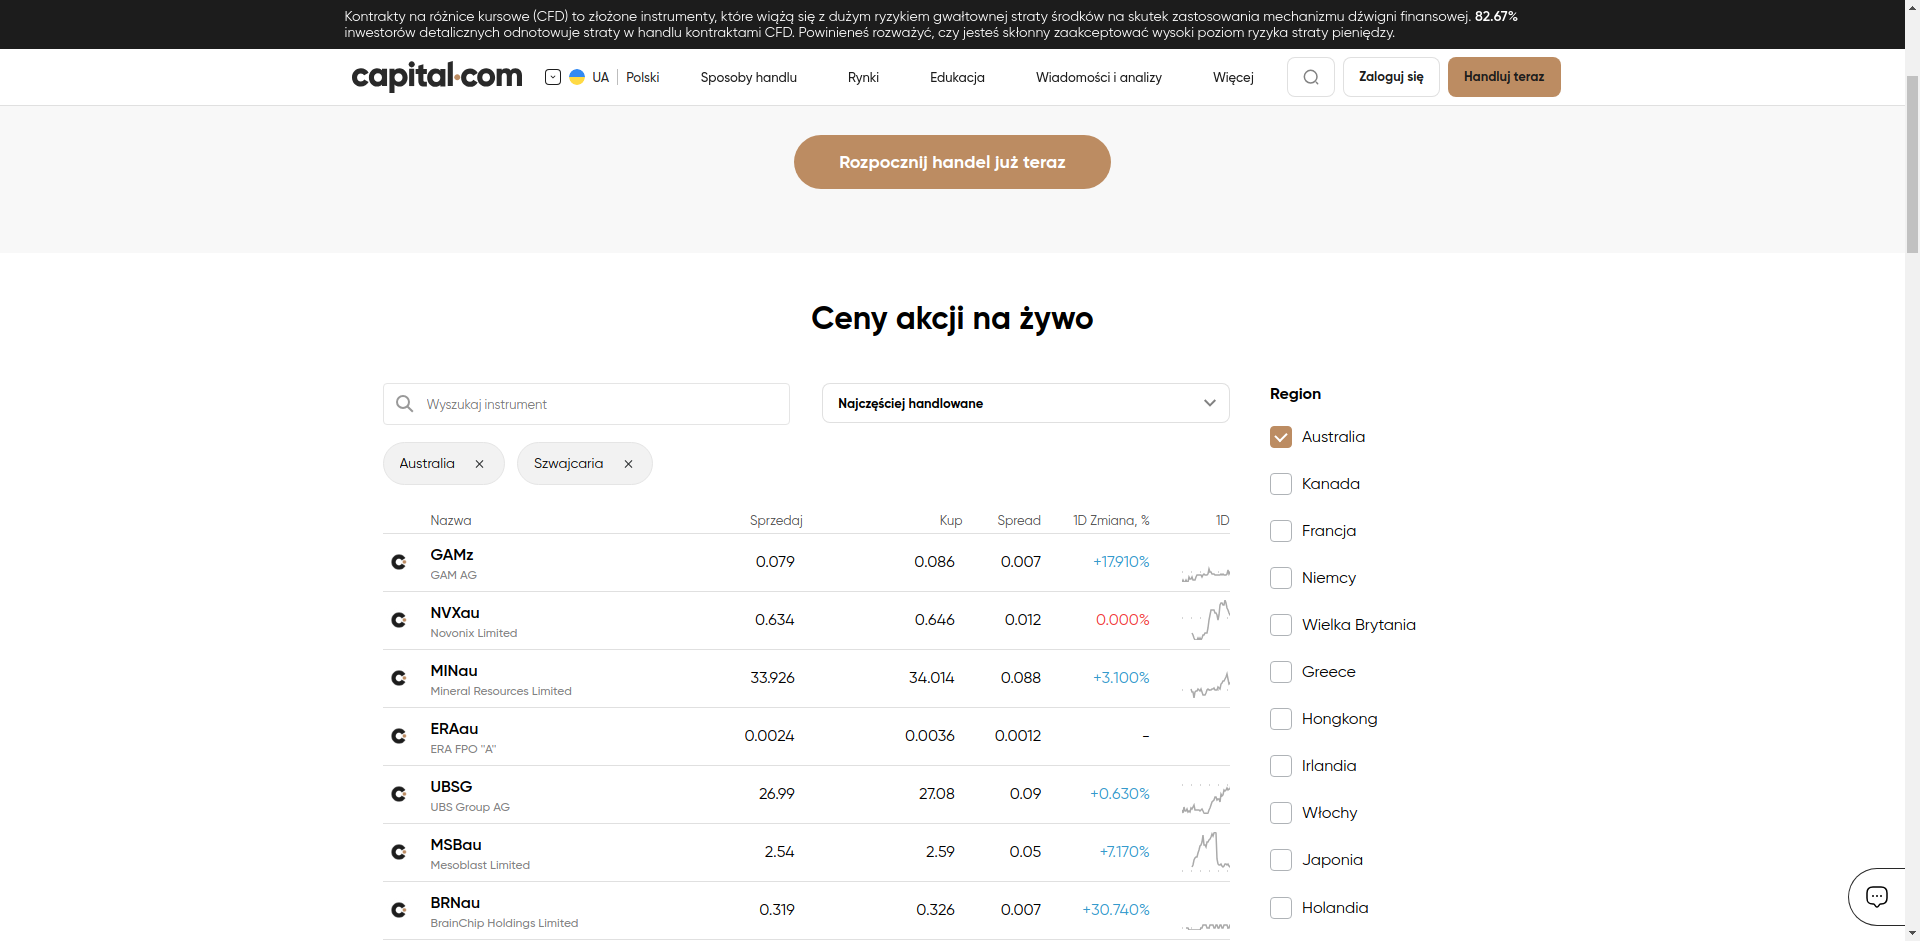 Kontrakty na różnice kursowe (CFD) to złożone instrumenty, które wiążą się z dużym ryzykiem gwałtownej straty środków na skutek zastosowania mechanizmu dźwigni finansowej. 82.67%
inwestorów detalicznych odnotowuje straty w handlu kontraktami CFD. Powinieneś rozważyć, czy jesteś skłonny zaakceptować wysoki poziom ryzyka straty pieniędzy.
capital.com UA Polski Sposoby handlu Rynki Edukacja Wiadomości i analizy Więcej Zaloguj się Handluj teraz
Rozpocznij handel już teraz
Ceny akcji na żywo
Wyszukaj instrument
Najczęściej handlowane
Australia
Szwajcaria
Nazwa Sprzedaj Kup Spread 1D Zmiana, % 1D
GAMz 0.079 0.086 0.007 +17.910%
GAM AG
NVXau 0.634 0.646 0.012 0.000%
Novonix Limited
MINau 33.926 34.014 0.088 +3.100%
Mineral Resources Limited
ERAau 0.0024 0.0036 0.0012 -
ERA FPO "A"
UBSG 26.99 27.08 0.09 +0.630%
UBS Group AG
MSBau 2.54 2.59 0.05 +7.170%
Mesoblast Limited
BRNau 0.319 0.326 0.007 +30.740%
BrainChip Holdings Limited
Region
Australia
Kanada
Francja
Niemcy
Wielka Brytania
Greece
Hongkong
Irlandia
Włochy
Japonia
Holandia